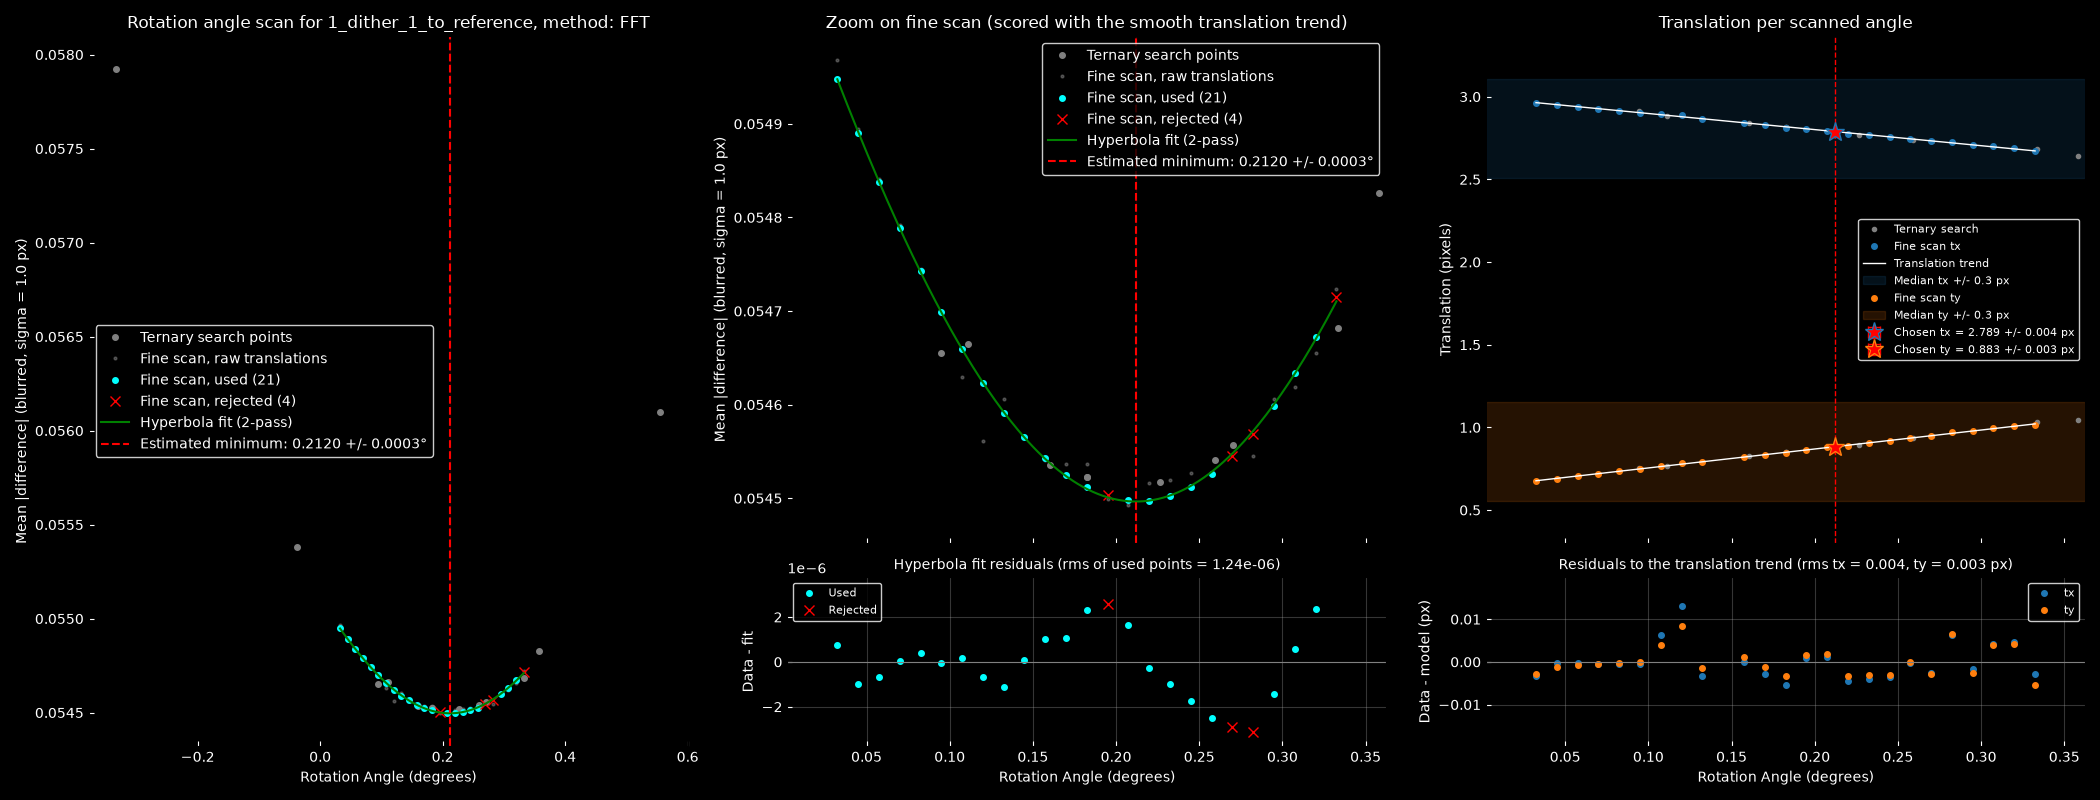 Rotation angle scan for 1_dither_1_to_reference, method: FFT
Mean |difference| (blurred, sigma = 1.0 px)
0.0580
0.0575
0.0570
0.0565
0.0560
0.0555
0.0550
0.0545
Ternary search points
Fine scan, raw translations
Fine scan, used (21)
Fine scan, rejected (4)
Hyperbola fit (2-pass)
Estimated minimum: 0.2120 +/- 0.0003°
−0.2 0.0 0.2 0.4 0.6
Rotation Angle (degrees)
Zoom on fine scan (scored with the smooth translation trend)
Mean |difference| (blurred, sigma = 1.0 px)
0.0549
0.0548
0.0547
0.0546
0.0545
Ternary search points
Fine scan, raw translations
Fine scan, used (21)
Fine scan, rejected (4)
Hyperbola fit (2-pass)
Estimated minimum: 0.2120 +/- 0.0003°
1e−6
Hyperbola fit residuals (rms of used points = 1.24e-06)
Data - fit
2
0
−2
Used
Rejected
0.05 0.10 0.15 0.20 0.25 0.30 0.35
Rotation Angle (degrees)
Translation per scanned angle
Translation (pixels)
3.0
2.5
2.0
1.5
1.0
0.5
Ternary search
Fine scan tx
Translation trend
Median tx +/- 0.3 px
Fine scan ty
Median ty +/- 0.3 px
Chosen tx = 2.789 +/- 0.004 px
Chosen ty = 0.883 +/- 0.003 px
Residuals to the translation trend (rms tx = 0.004, ty = 0.003 px)
Data - model (px)
0.01
0.00
−0.01
tx
ty
0.05 0.10 0.15 0.20 0.25 0.30 0.35
Rotation Angle (degrees)